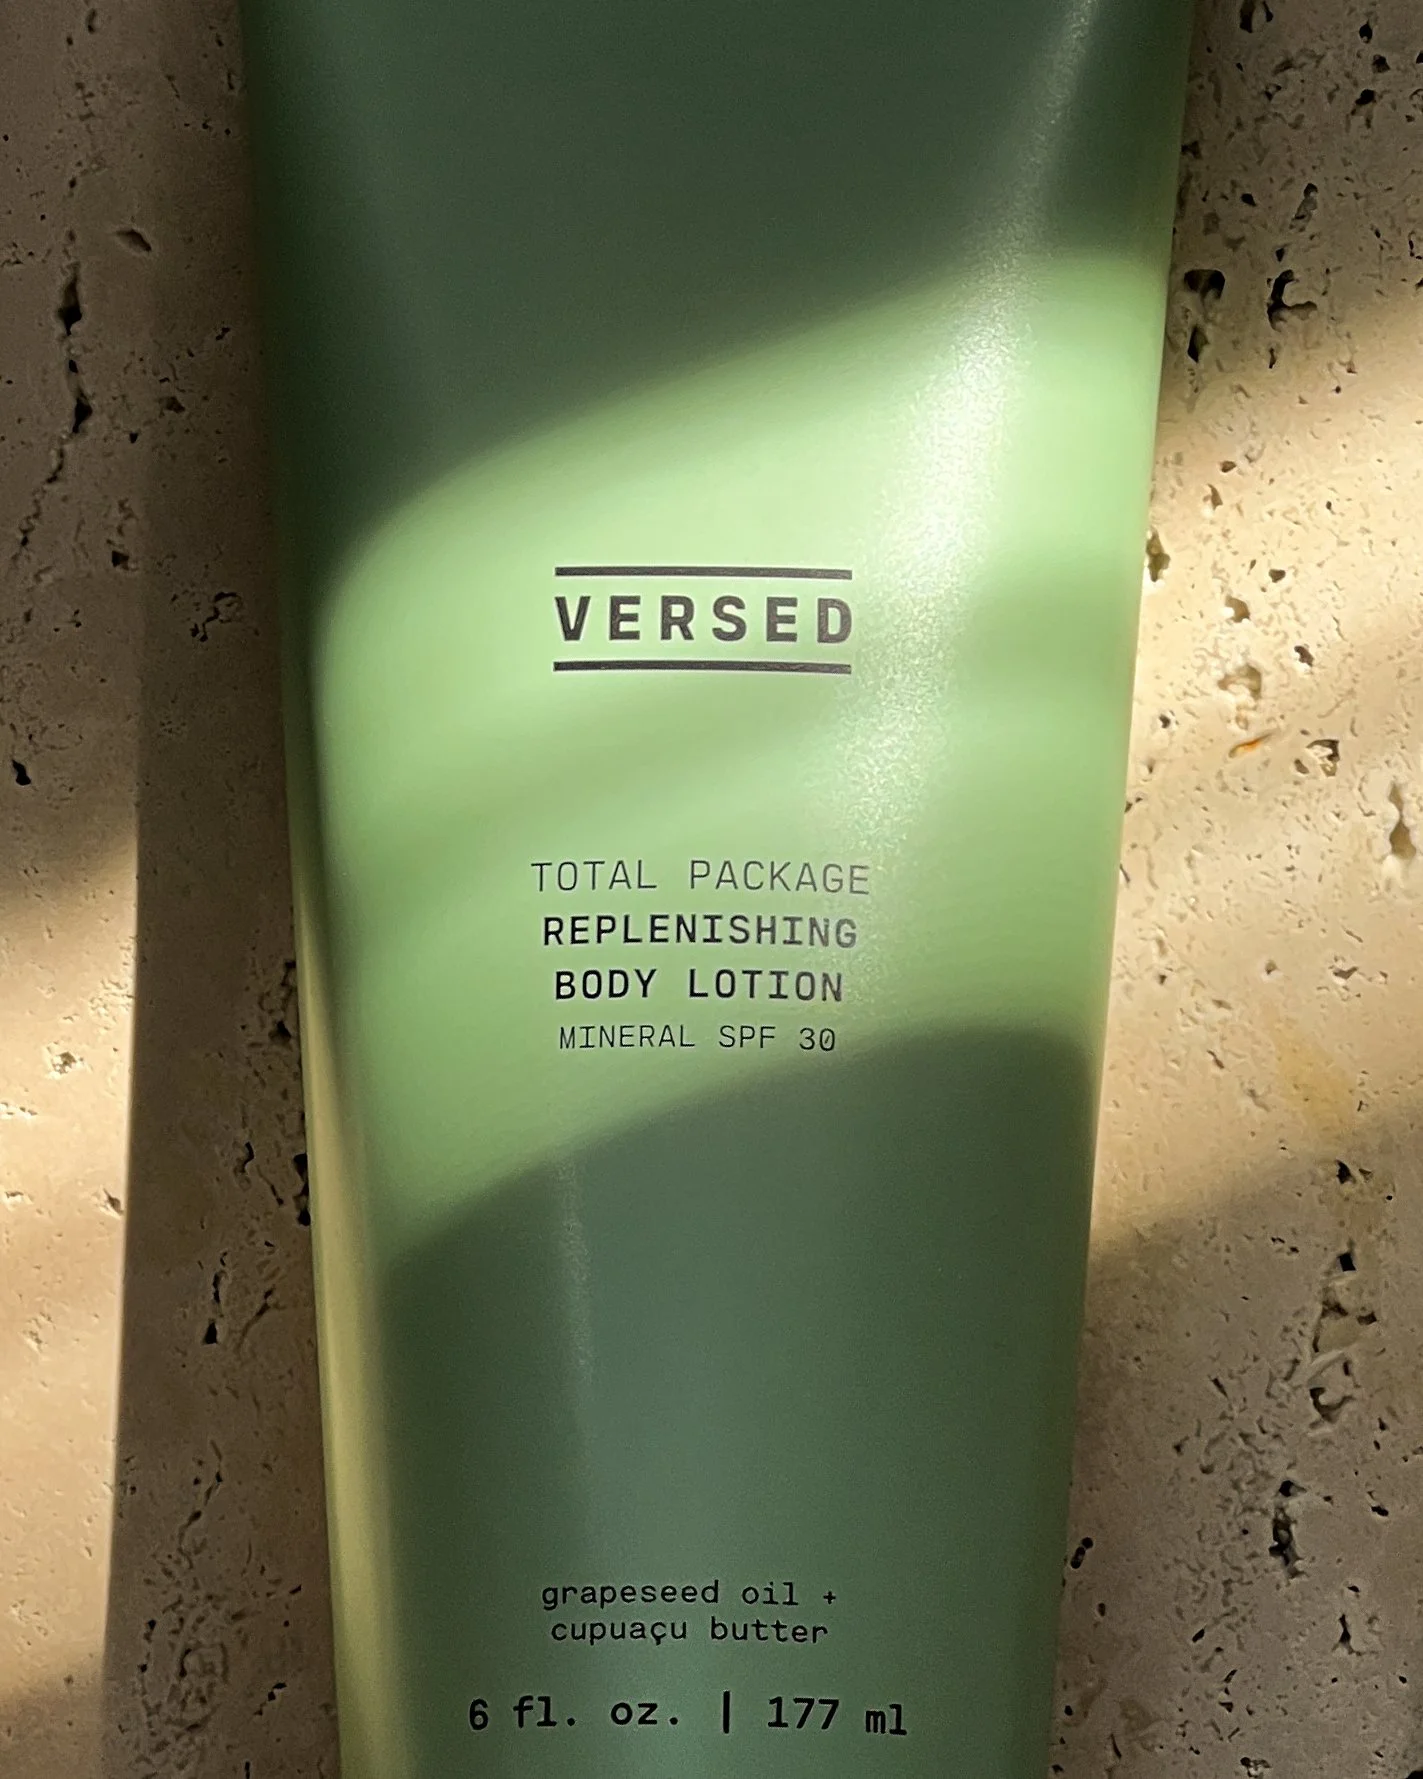 VERSED
TOTAL PACKAGE
REPLENISHING
BODY LOTION
MINERAL SPF 30
grapeseed oil +
cupuaçu butter
6 fl. oz. | 177 ml